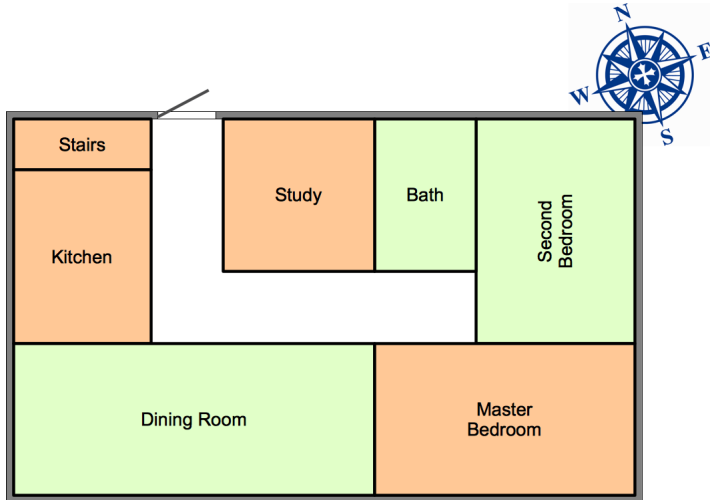 N
E
W
S
Stairs
Study
Bath
Second
Bedroom
Kitchen
Dining Room
Master
Bedroom